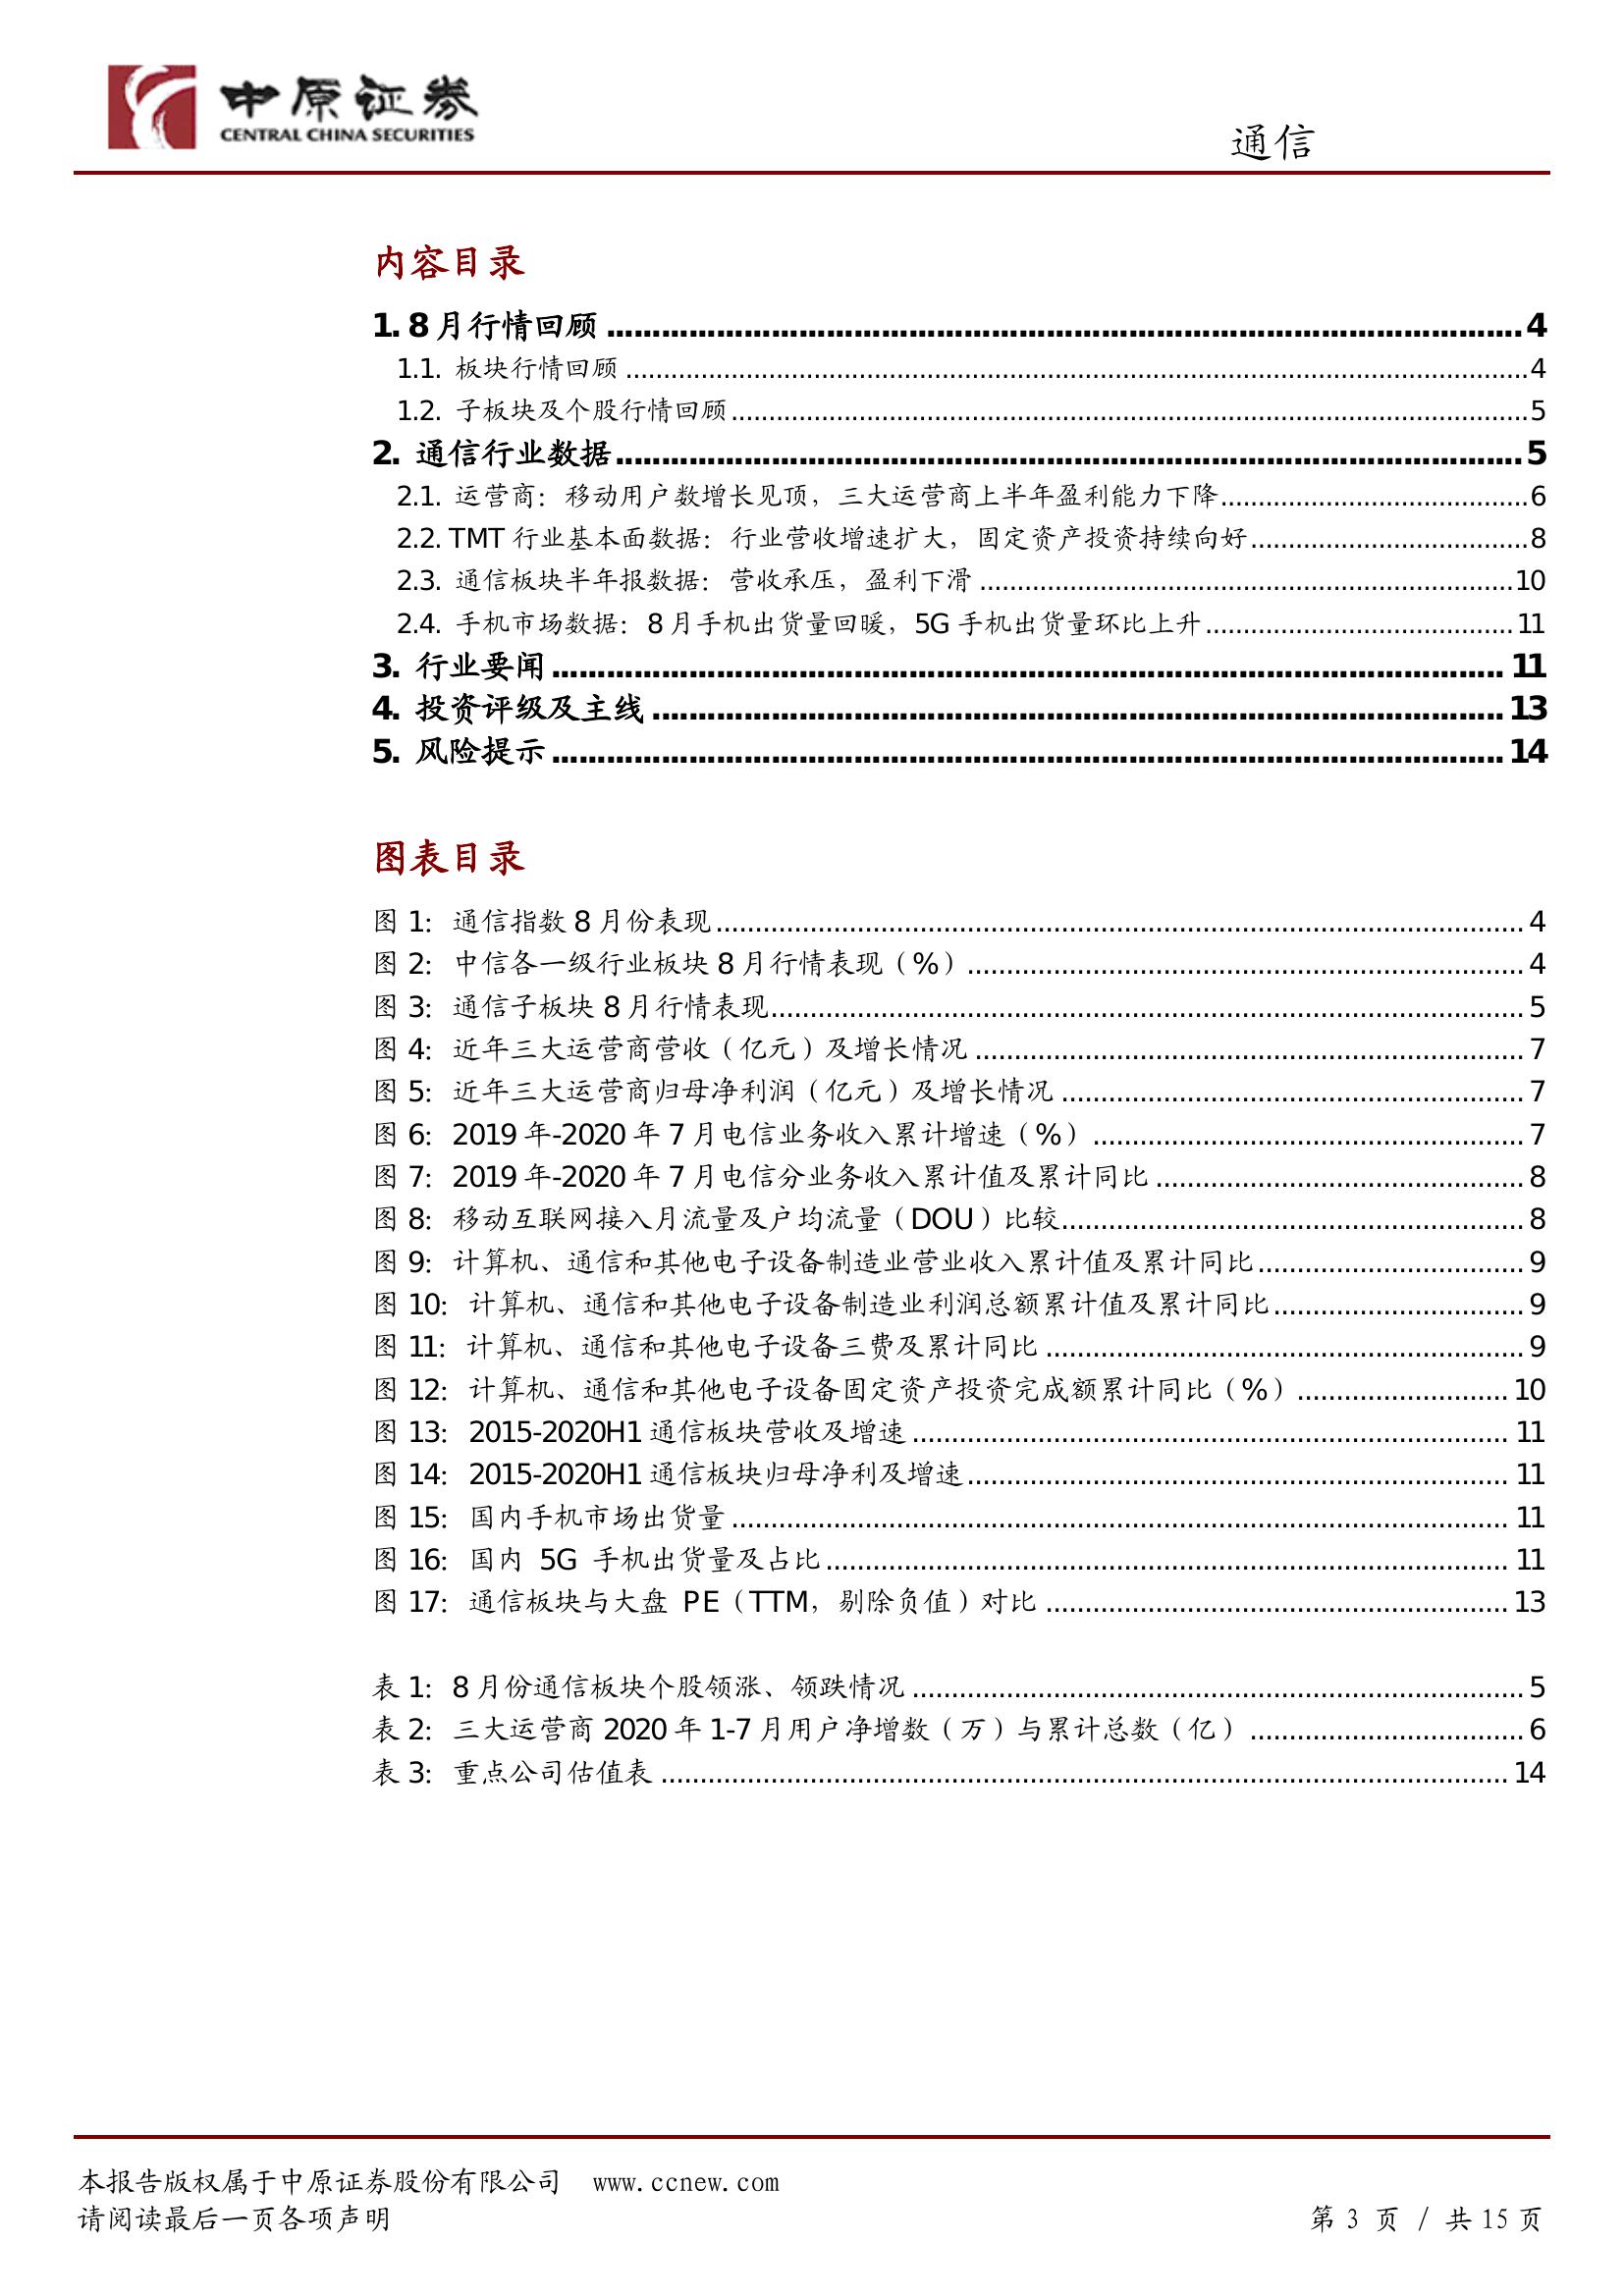 中原证券
CENTRAL CHINA SECURITIES
通信
内容目录
1. 8 月行情回顾 ........ 4
1.1. 板块行情回顾 ........ 4
1.2. 子板块及个股行情回顾 ........ 5
2. 通信行业数据 ........ 5
2.1. 运营商：移动用户数增长见顶，三大运营商上半年盈利能力下降 ........ 6
2.2. TMT 行业基本面数据：行业营收增速扩大，固定资产投资持续向好 ........ 8
2.3. 通信板块半年报数据：营收承压，盈利下滑 ........ 10
2.4. 手机市场数据：8 月手机出货量回暖，5G 手机出货量环比上升 ........ 11
3. 行业要闻 ........ 11
4. 投资评级及主线 ........ 13
5. 风险提示 ........ 14
图表目录
图 1：通信指数 8 月份表现 ........ 4
图 2：中信各一级行业板块 8 月行情表现（%） ........ 4
图 3：通信子板块 8 月行情表现 ........ 5
图 4：近年三大运营商营收（亿元）及增长情况 ........ 7
图 5：近年三大运营商归母净利润（亿元）及增长情况 ........ 7
图 6：2019 年-2020 年 7 月电信业务收入累计增速（%） ........ 7
图 7：2019 年-2020 年 7 月电信分业务收入累计值及累计同比 ........ 8
图 8：移动互联网接入月流量及户均流量（DOU）比较 ........ 8
图 9：计算机、通信和其他电子设备制造业营业收入累计值及累计同比 ........ 9
图 10：计算机、通信和其他电子设备制造业利润总额累计值及累计同比 ........ 9
图 11：计算机、通信和其他电子设备三费及累计同比 ........ 9
图 12：计算机、通信和其他电子设备固定资产投资完成额累计同比（%） ........ 10
图 13：2015-2020H1 通信板块营收及增速 ........ 11
图 14：2015-2020H1 通信板块归母净利及增速 ........ 11
图 15：国内手机市场出货量 ........ 11
图 16：国内 5G 手机出货量及占比 ........ 11
图 17：通信板块与大盘 PE（TTM，剔除负值）对比 ........ 13
表 1：8 月份通信板块个股领涨、领跌情况 ........ 5
表 2：三大运营商 2020 年 1-7 月用户净增数（万）与累计总数（亿） ........ 6
表 3：重点公司估值表 ........ 14
本报告版权属于中原证券股份有限公司 www.ccnew.com
请阅读最后一页各项声明 第 3 页 / 共 15 页